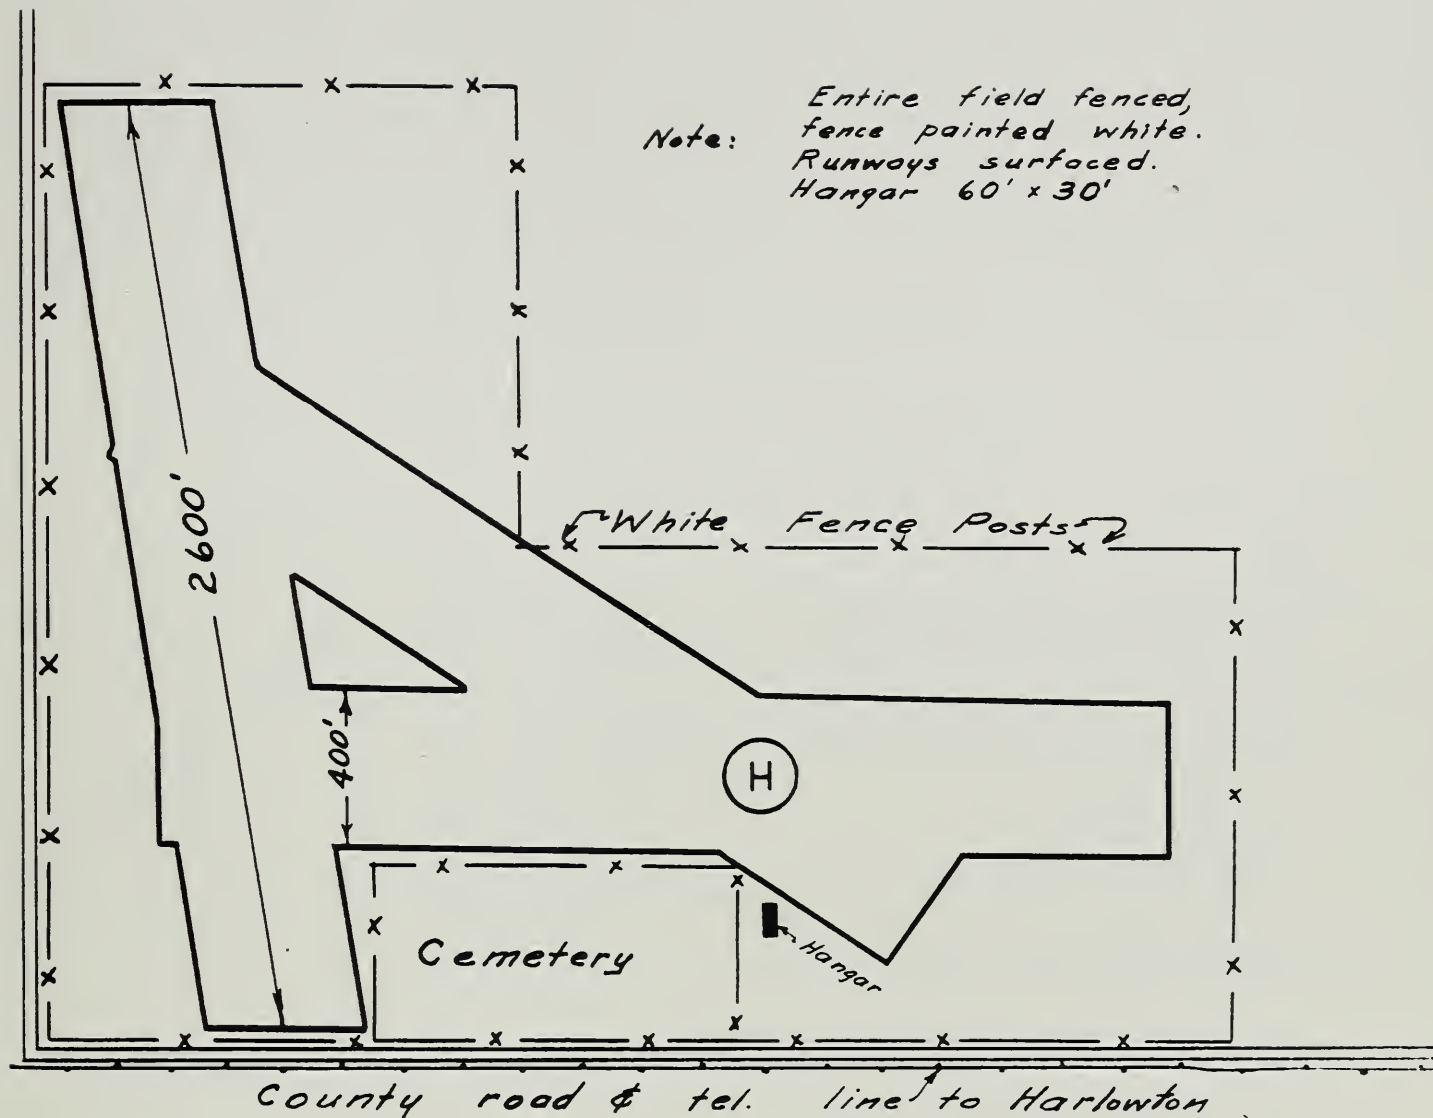 Note:
Entire field fenced,
fence painted white.
Runways surfaced.
Hangar 60' x 30'
2600'
White Fence Posts
400'
H
Cemetery
Hangar
County road & tel. line to Harlowton